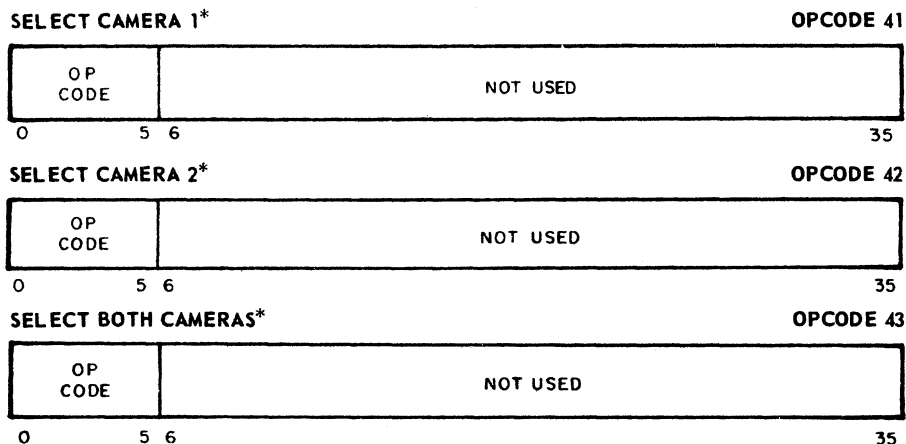 SELECT CAMERA 1* OPCODE 41
OP
CODE
NOT USED
0 5 6 35
SELECT CAMERA 2* OPCODE 42
OP
CODE
NOT USED
0 5 6 35
SELECT BOTH CAMERAS* OPCODE 43
OP
CODE
NOT USED
0 5 6 35